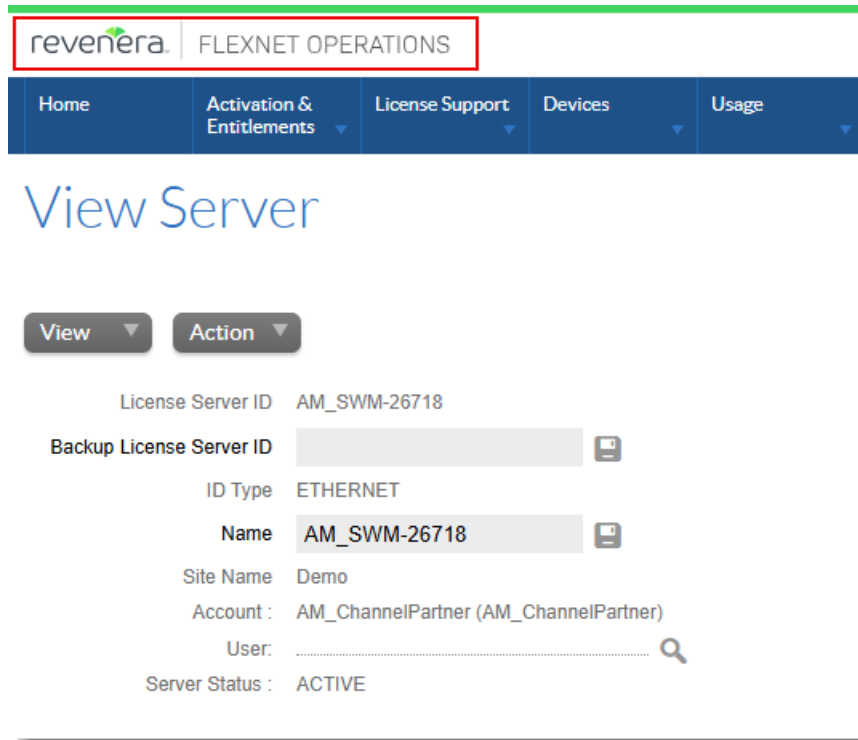 revenera. FLEXNET OPERATIONS
Home Activation & Entitlements License Support Devices Usage
View Server
View Action
License Server ID AM_SWM-26718
Backup License Server ID
ID Type ETHERNET
Name AM_SWM-26718
Site Name Demo
Account : AM_ChannelPartner (AM_ChannelPartner)
User:
Server Status : ACTIVE